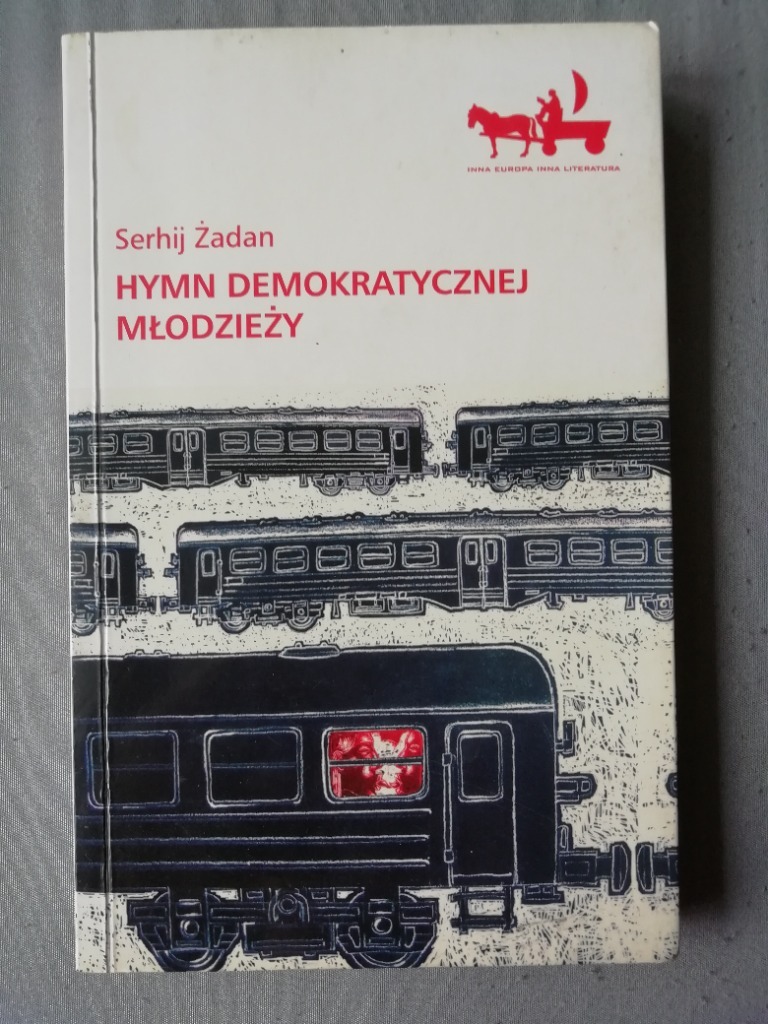 INNA EUROPA INNA LITERATURA
Serhij Żadan
HYMN DEMOKRATYCZNEJ
MŁODZIEŻY